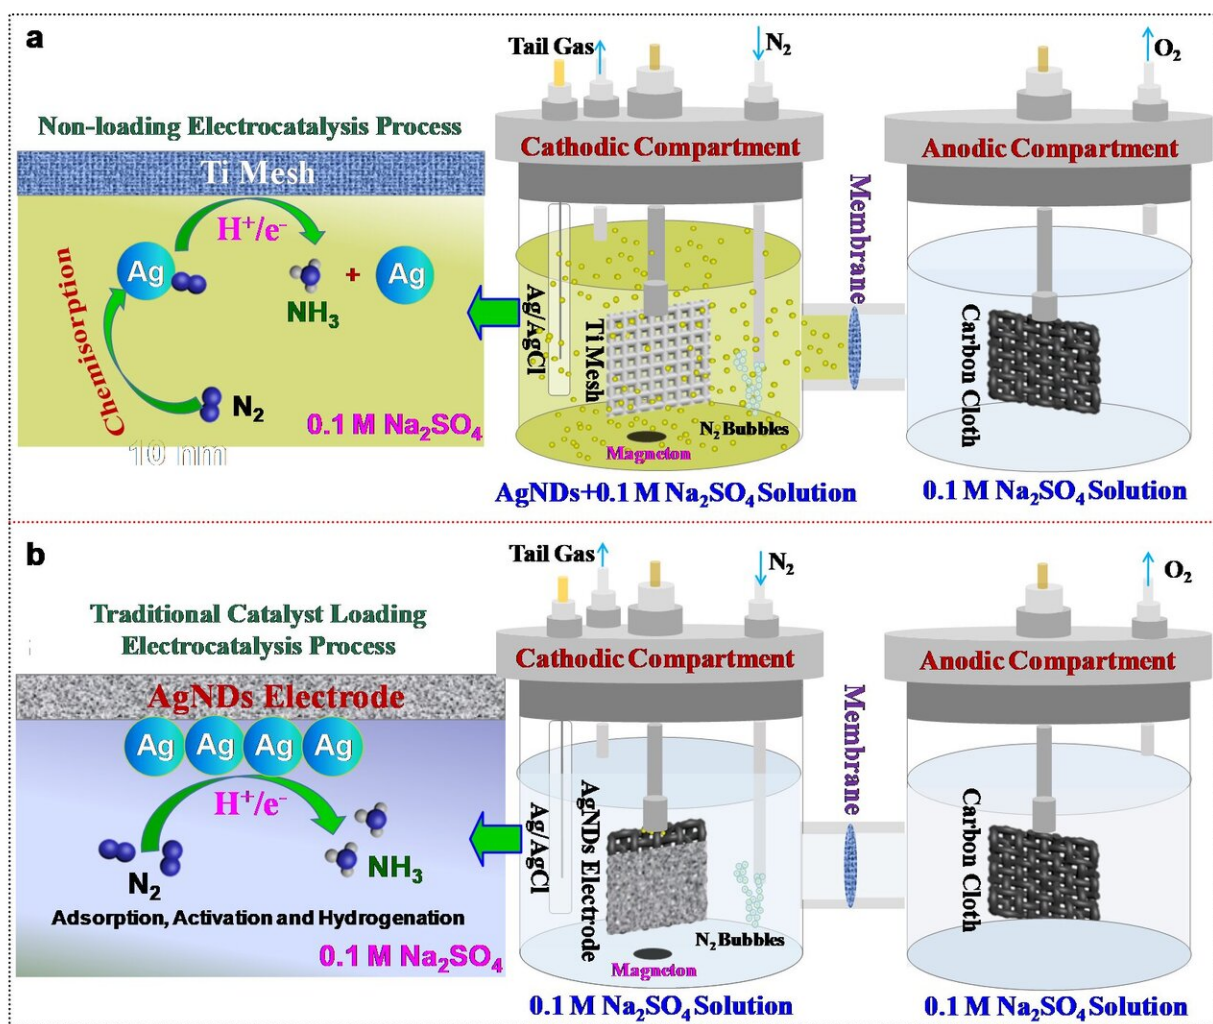 a
Non-loading Electrocatalysis Process
Ti Mesh
H⁺/e⁻
Ag
+
Ag
NH₃
Chemisorption
N₂
0.1 M Na₂SO₄
10 nm
Tail Gas
N₂
O₂
Cathodic Compartment
Anodic Compartment
Membrane
Ag/AgCl
Ti Mesh
Carbon Cloth
N₂ Bubbles
Magneton
AgNDs+0.1 M Na₂SO₄ Solution
0.1 M Na₂SO₄ Solution
b
Traditional Catalyst Loading
Electrocatalysis Process
AgNDs Electrode
Ag Ag Ag Ag
H⁺/e⁻
NH₃
N₂
Adsorption, Activation and Hydrogenation
0.1 M Na₂SO₄
Tail Gas
N₂
O₂
Cathodic Compartment
Anodic Compartment
Membrane
Ag/AgCl
AgNDs Electrode
Carbon Cloth
N₂ Bubbles
Magneton
0.1 M Na₂SO₄ Solution
0.1 M Na₂SO₄ Solution